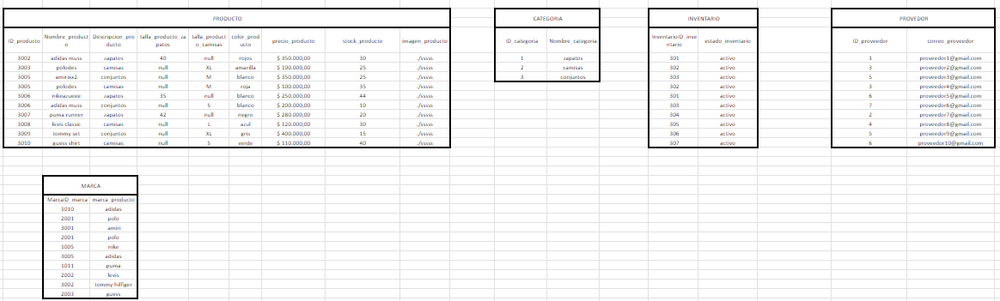 PRODUCTO
ID_producto Nombre_producto Descripcion_producto talla_producto_zapatos talla_producto_camisas color_producto precio_producto stock_producto imagen_producto
3002 adidas muss zapatos 40 null rojos $ 350.000,00 30 ./sssss
3003 polodes camisas null XL amarilla $ 100.000,00 25 ./sssss
3005 amirixx2 conjuntos null M blanco $ 350.000,00 25 ./sssss
3005 polodes camisas null M roja $ 100.000,00 35 ./sssss
3006 nikeazueee zapatos 35 null blanco $ 250.000,00 44 ./sssss
3006 adidas muss conjuntos null S blanco $ 200.000,00 10 ./sssss
3007 puma runner zapatos 42 null negro $ 280.000,00 20 ./sssss
3008 levis classic camisas null L azul $ 120.000,00 30 ./sssss
3009 tommy set conjuntos null XL gris $ 400.000,00 15 ./sssss
3010 guess shirt camisas null S verde $ 110.000,00 40 ./sssss
CATEGORIA
ID_categoria Nombre_categoria
1 zapatos
2 camisas
3 conjuntos
INVENTARIO
InventarioID_inventario estado_inventario
301 activo
302 activo
303 activo
302 activo
301 activo
303 activo
304 activo
305 activo
306 activo
307 activo
PROVEDOR
ID_proveedor correo_proveedor
1 proveedor1@gmail.com
3 proveedor2@gmail.com
5 proveedor3@gmail.com
3 proveedor4@gmail.com
6 proveedor5@gmail.com
7 proveedor6@gmail.com
2 proveedor7@gmail.com
4 proveedor8@gmail.com
5 proveedor9@gmail.com
6 proveedor10@gmail.com
MARCA
MarcaID_marca marca_producto
1010 adidas
2001 polo
3001 amiri
2001 polo
1005 nike
3005 adidas
1011 puma
2002 levis
3002 tommy hilfiger
2003 guess